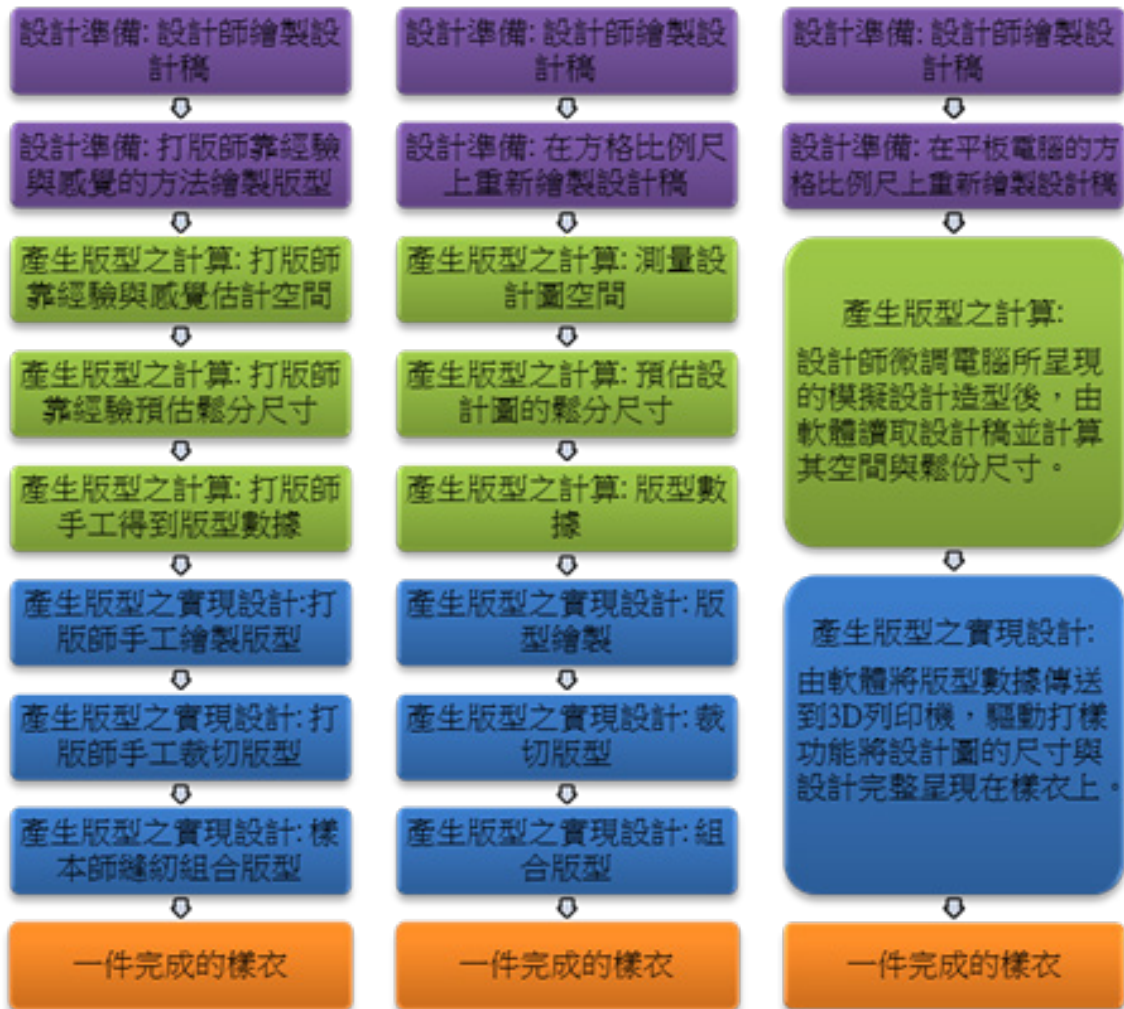 設計準備: 設計師繪製設
計稿
設計準備: 打版師靠經驗
與感覺的方法繪製版型
產生版型之計算: 打版師
靠經驗與感覺估計空間
產生版型之計算: 打版師
靠經驗預估鬆分尺寸
產生版型之計算: 打版師
手工得到版型數據
產生版型之實現設計:打
版師手工繪製版型
產生版型之實現設計: 打
版師手工裁切版型
產生版型之實現設計: 樣
本師縫紉組合版型
一件完成的樣衣
設計準備: 設計師繪製設
計稿
設計準備: 在方格比例尺
上重新繪製設計稿
產生版型之計算: 測量設
計圖空間
產生版型之計算: 預估設
計圖的鬆分尺寸
產生版型之計算: 版型數
據
產生版型之實現設計: 版
型繪製
產生版型之實現設計: 裁
切版型
產生版型之實現設計: 組
合版型
一件完成的樣衣
設計準備: 設計師繪製設
計稿
設計準備: 在平板電腦的方
格比例尺上重新繪製設計稿
產生版型之計算:
設計師微調電腦所呈現
的模擬設計造型後，由
軟體讀取設計稿並計算
其空間與鬆份尺寸。
產生版型之實現設計:
由軟體將版型數據傳送
到3D列印機，驅動打樣
功能將設計圖的尺寸與
設計完整呈現在樣衣上。
一件完成的樣衣